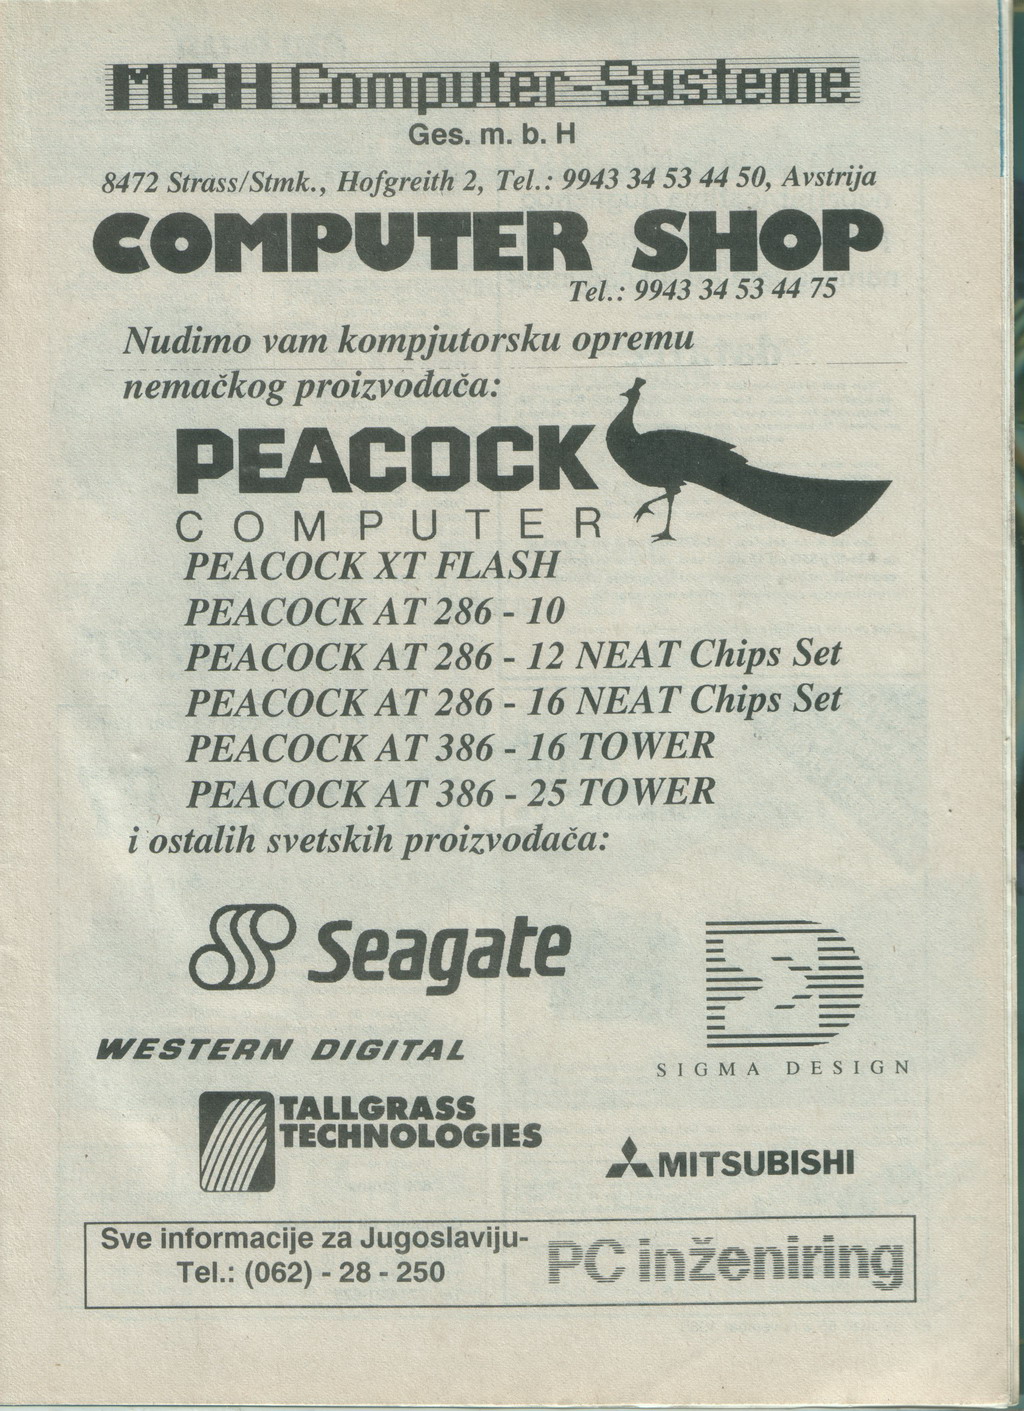 MCH Computer-Systeme
Ges. m. b. H
8472 Strass/Stmk., Hofgreith 2, Tel.: 9943 34 53 44 50, Avstrija
COMPUTER SHOP
Tel.: 9943 34 53 44 75
Nudimo vam kompjutorsku opremu
nemačkog proizvođača:
PEACOCK
COMPUTER
PEACOCK XT FLASH
PEACOCK AT 286 - 10
PEACOCK AT 286 - 12 NEAT Chips Set
PEACOCK AT 286 - 16 NEAT Chips Set
PEACOCK AT 386 - 16 TOWER
PEACOCK AT 386 - 25 TOWER
i ostalih svetskih proizvođača:
Seagate
SIGMA DESIGN
WESTERN DIGITAL
TALLGRASS
TECHNOLOGIES
MITSUBISHI
Sve informacije za Jugoslaviju-
Tel.: (062) - 28 - 250
PC inženiring